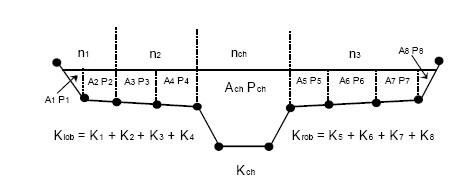 n1 n2 nch n3
A8 P8
A2 P2 A3 P3 A4 P4 Ach Pch A5 P5 A6 P6 A7 P7
A1 P1
Klob = K1 + K2 + K3 + K4 Krob = K5 + K6 + K7 + K8
Kch